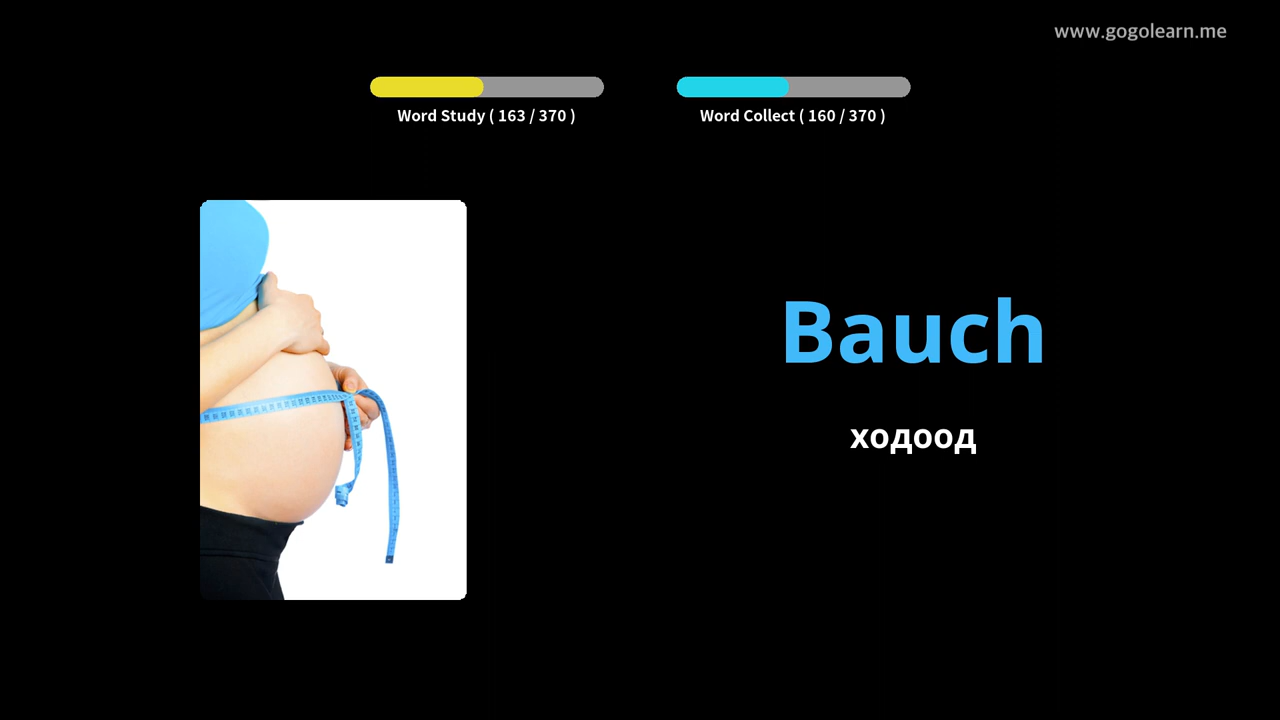 www.gogolearn.me
Word Study ( 163 / 370 )
Word Collect ( 160 / 370 )
Bauch
ходоод